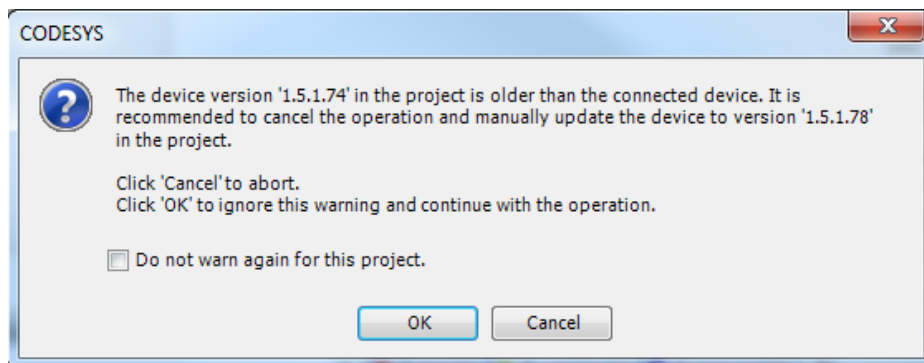 CODESYS
The device version '1.5.1.74' in the project is older than the connected device. It is
recommended to cancel the operation and manually update the device to version '1.5.1.78'
in the project.
Click 'Cancel' to abort.
Click 'OK' to ignore this warning and continue with the operation.
Do not warn again for this project.
OK
Cancel